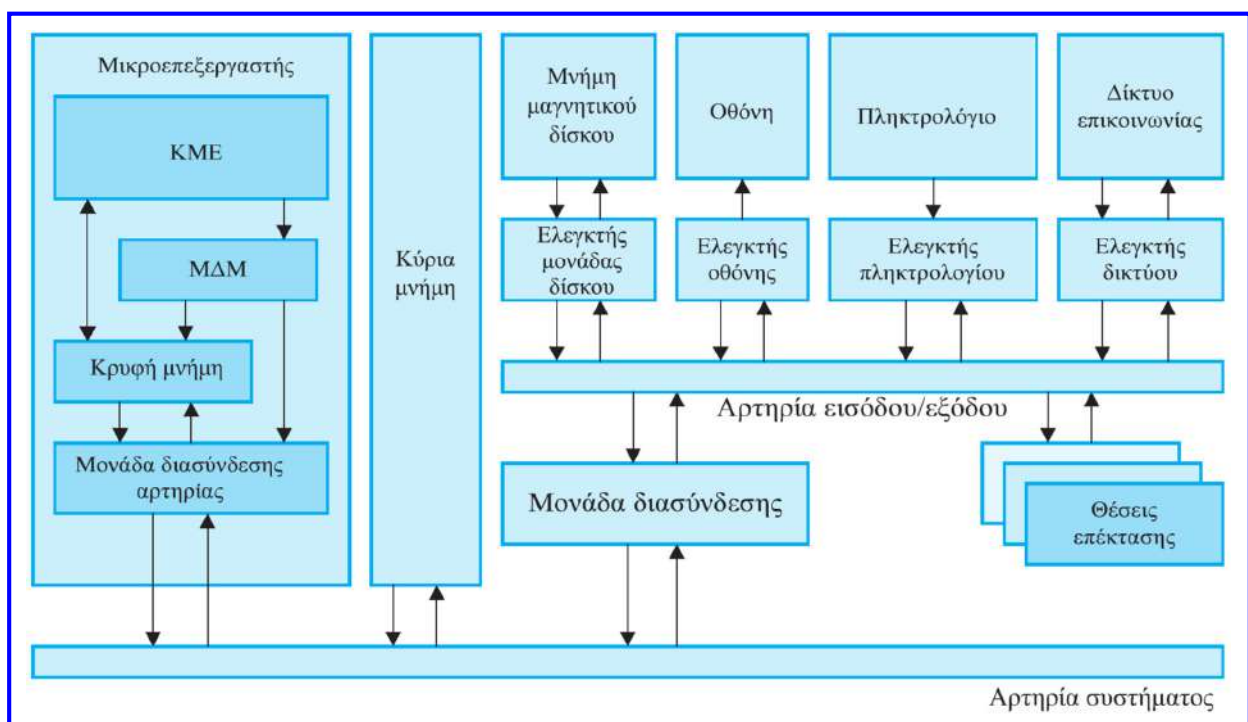 Μικροεπεξεργαστής
ΚΜΕ
ΜΔΜ
Κρυφή μνήμη
Μονάδα διασύνδεσης
αρτηρίας
Κύρια
μνήμη
Μνήμη
μαγνητικού
δίσκου
Οθόνη
Πληκτρολόγιο
Δίκτυο
επικοινωνίας
Ελεγκτής
μονάδας
δίσκου
Ελεγκτής
οθόνης
Ελεγκτής
πληκτρολογίου
Ελεγκτής
δικτύου
Αρτηρία εισόδου/εξόδου
Μονάδα διασύνδεσης
Θέσεις
επέκτασης
Αρτηρία συστήματος